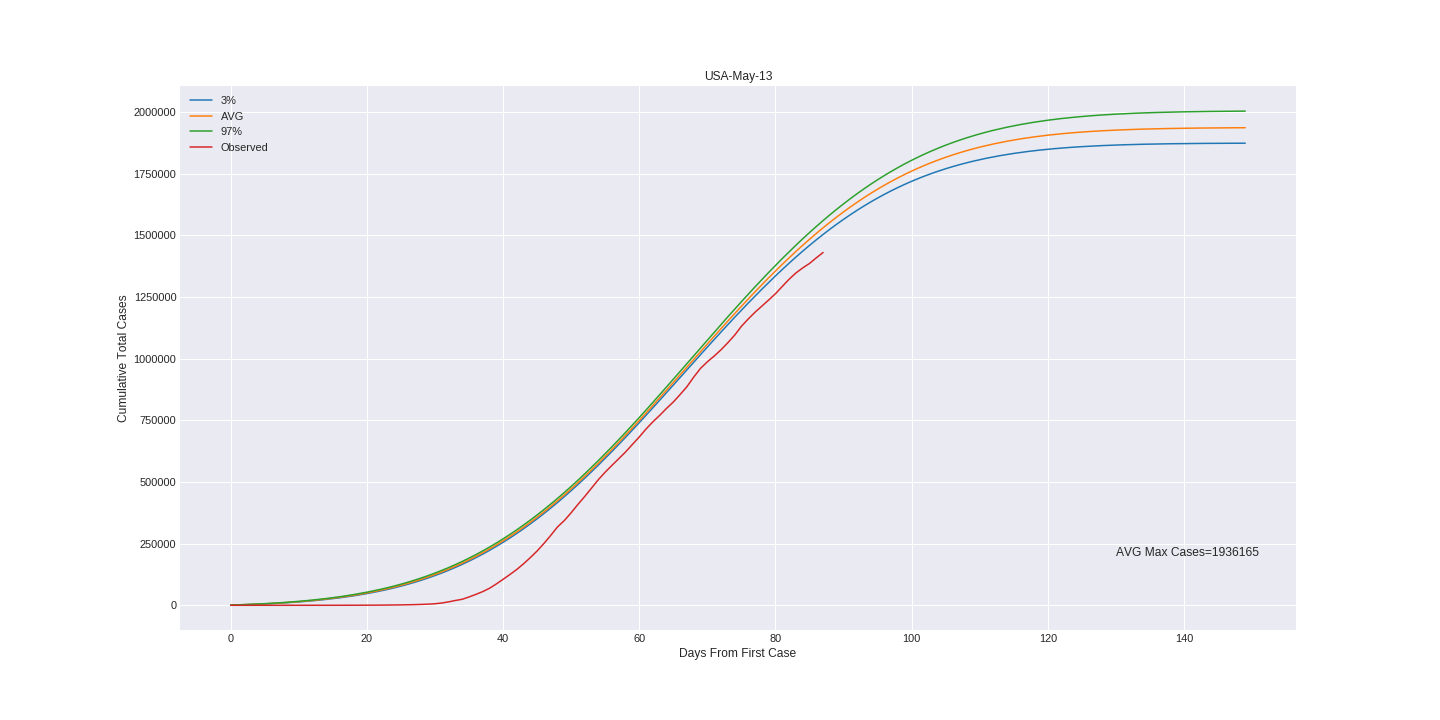 USA-May-13
3%
AVG
97%
Observed
2000000
1750000
1500000
1250000
1000000
750000
500000
250000
0
Cumulative Total Cases
AVG Max Cases=1936165
0 20 40 60 80 100 120 140
Days From First Case